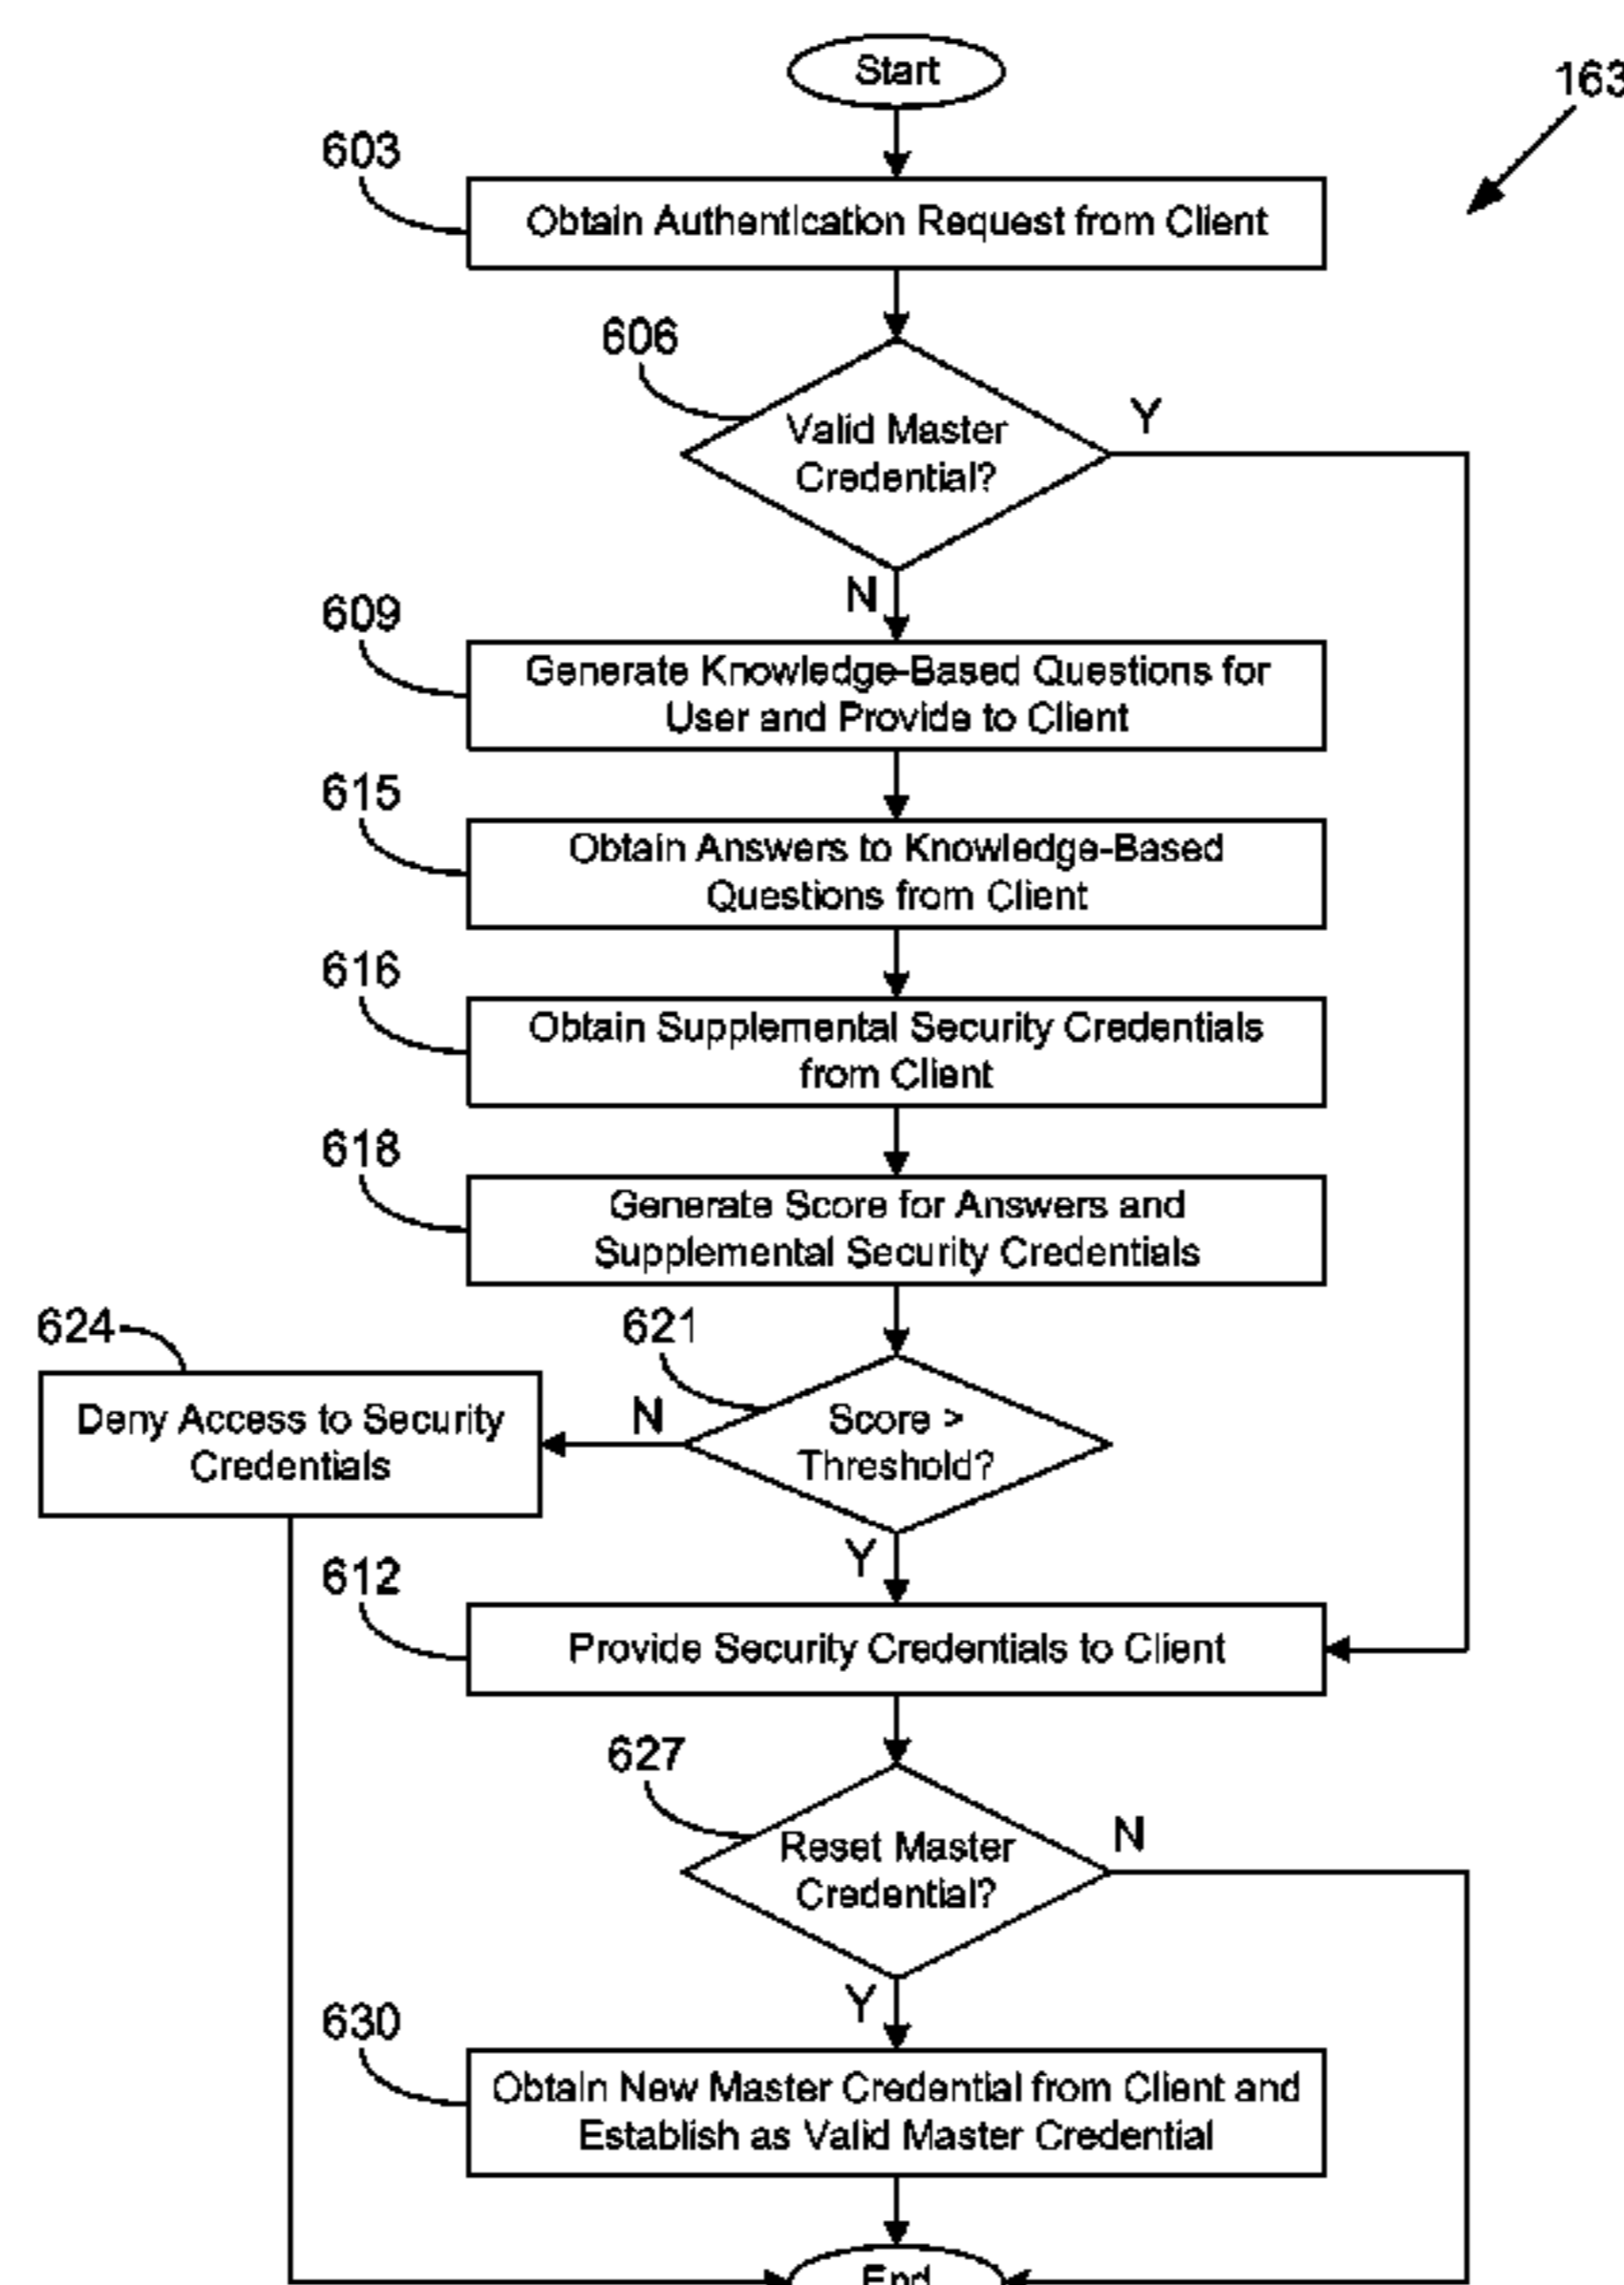 Start
163
603
Obtain Authentication Request from Client
606
Valid Master
Credential?
Y
N
609
Generate Knowledge-Based Questions for
User and Provide to Client
615
Obtain Answers to Knowledge-Based
Questions from Client
616
Obtain Supplemental Security Credentials
from Client
618
Generate Score for Answers and
Supplemental Security Credentials
624
621
Deny Access to Security
Credentials
N
Score >
Threshold?
Y
612
Provide Security Credentials to Client
627
Reset Master
Credential?
N
Y
630
Obtain New Master Credential from Client and
Establish as Valid Master Credential
End